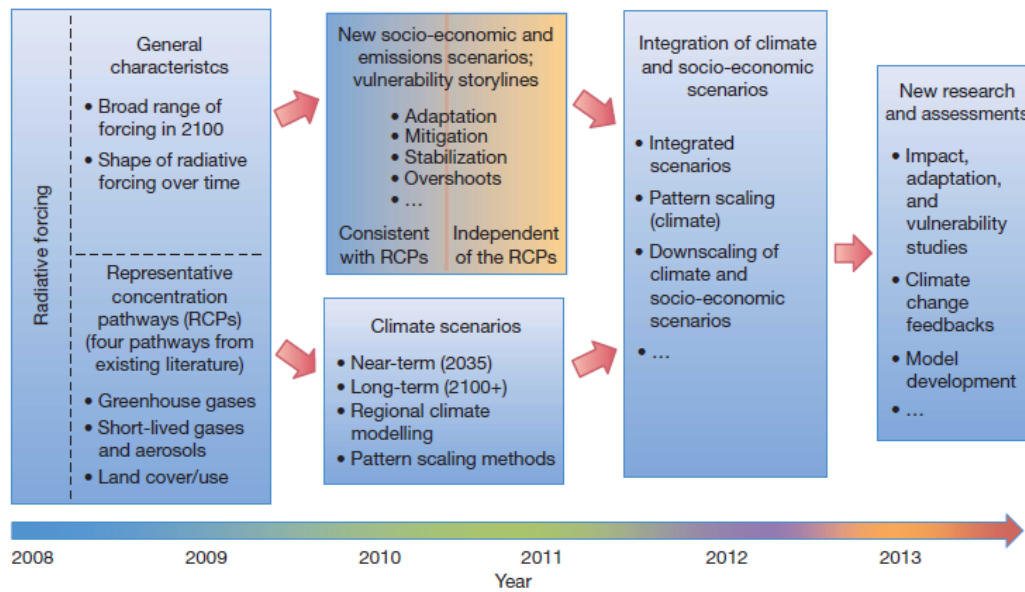 Radiative forcing
General
characteristcs
• Broad range of
forcing in 2100
• Shape of radiative
forcing over time
Representative
concentration
pathways (RCPs)
(four pathways from
existing literature)
• Greenhouse gases
• Short-lived gases
and aerosols
• Land cover/use
New socio-economic and
emissions scenarios;
vulnerability storylines
• Adaptation
• Mitigation
• Stabilization
• Overshoots
• ...
Consistent
with RCPs
Independent
of the RCPs
Climate scenarios
• Near-term (2035)
• Long-term (2100+)
• Regional climate
modelling
• Pattern scaling methods
Integration of climate
and socio-economic
scenarios
• Integrated
scenarios
• Pattern scaling
(climate)
• Downscaling of
climate and
socio-economic
scenarios
• ...
New research
and assessments
• Impact,
adaptation,
and
vulnerability
studies
• Climate
change
feedbacks
• Model
development
• ...
2008 2009 2010 2011 2012 2013
Year